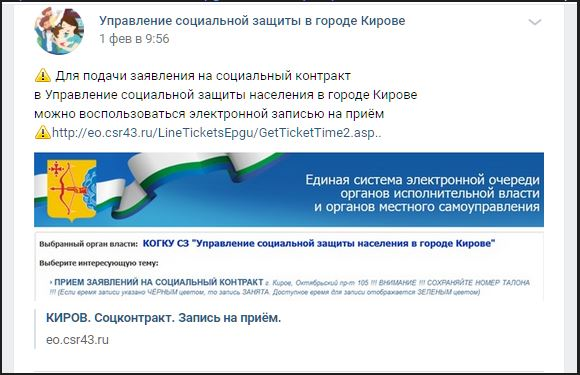 Управление социальной защиты в городе Кирове
1 фев в 9:56
⚠ Для подачи заявления на социальный контракт
в Управление социальной защиты населения в городе Кирове
можно воспользоваться электронной записью на приём
⚠http://eo.csr43.ru/LineTicketsEpgu/GetTicketTime2.asp..
Единая система электронной очереди
органов исполнительной власти
и органов местного самоуправления
Выбранный орган власти: КОГКУ СЗ "Управление социальной защиты населения в городе Кирове"
Выберите интересующую тему:
› ПРИЕМ ЗАЯВЛЕНИЙ НА СОЦИАЛЬНЫЙ КОНТРАКТ г. Киров, Октябрьский пр-т 105 !!! ВНИМАНИЕ !!! СОХРАНЯЙТЕ НОМЕР ТАЛОНА
!!! (Если время записи указано ЧЁРНЫМ цветом, то запись ЗАНЯТА. Доступное время для записи отображается ЗЕЛЕНЫМ цветом)
КИРОВ. Соцконтракт. Запись на приём.
eo.csr43.ru